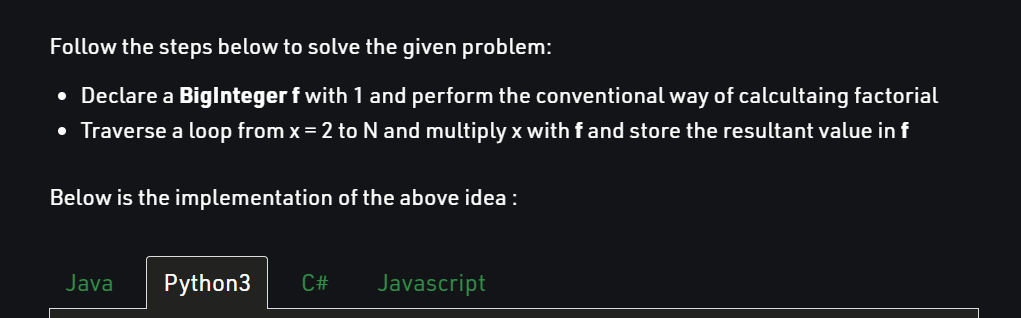 Follow the steps below to solve the given problem:
• Declare a BigInteger f with 1 and perform the conventional way of calcultaing factorial
• Traverse a loop from x = 2 to N and multiply x with f and store the resultant value in f
Below is the implementation of the above idea :
Java Python3 C# Javascript